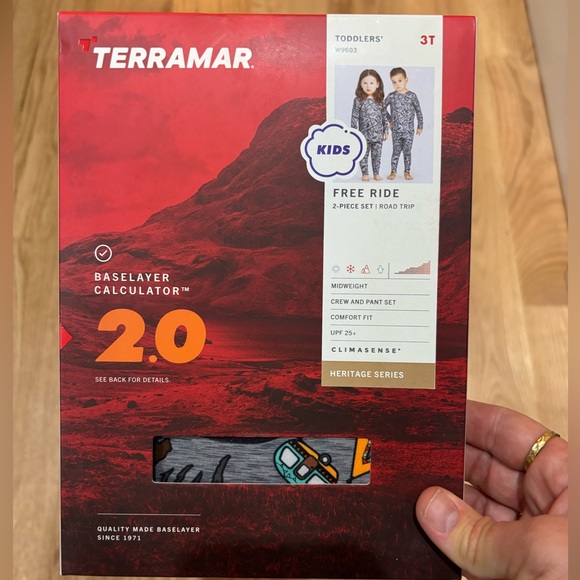 TERRAMAR®
TODDLERS'
W9603
3T
KIDS
FREE RIDE
2-PIECE SET | ROAD TRIP
MIDWEIGHT
CREW AND PANT SET
COMFORT FIT
UPF 25+
CLIMASENSE®
HERITAGE SERIES
BASELAYER
CALCULATOR™
2.0
SEE BACK FOR DETAILS.
QUALITY MADE BASELAYER
SINCE 1971